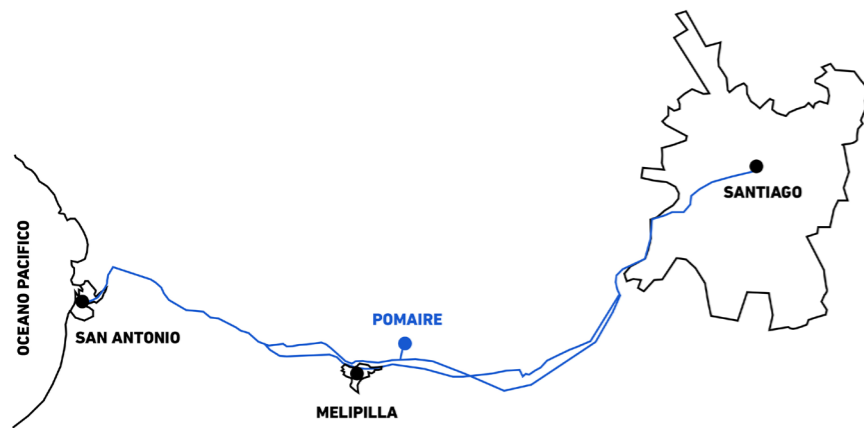 SANTIAGO
OCEANO PACIFICO
POMAIRE
SAN ANTONIO
MELIPILLA